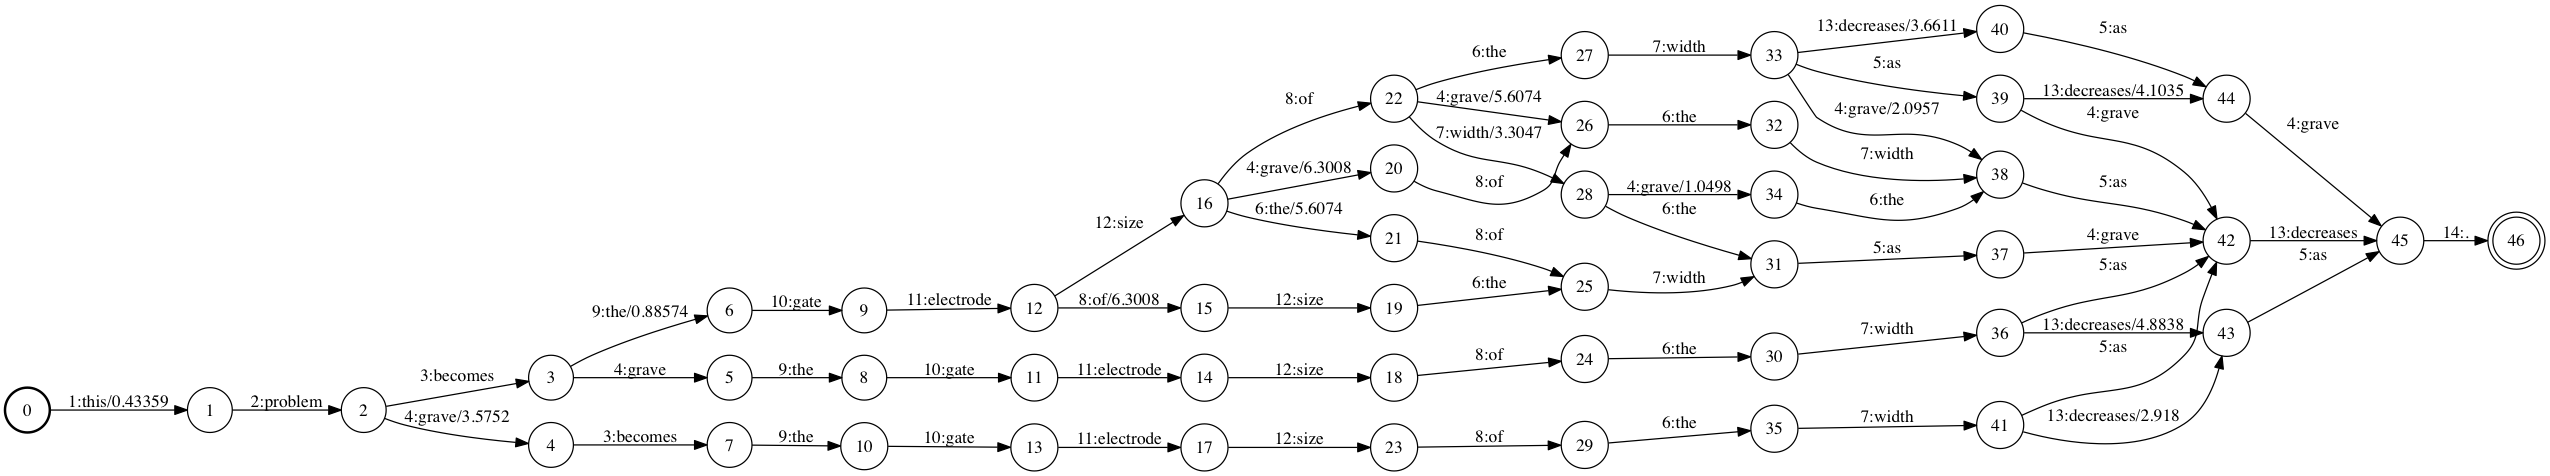 13:decreases/3.6611
40
5:as
6:the
27
7:width
33
5:as
8:of
22
4:grave/5.6074
39
13:decreases/4.1035
44
4:grave
4:grave/2.0957
26
6:the
32
4:grave
7:width/3.3047
7:width
4:grave/6.3008
20
8:of
28
4:grave/1.0498
34
38
5:as
16
6:the/5.6074
6:the
6:the
12:size
21
8:of
31
5:as
37
4:grave
42
13:decreases
45
14:.
46
25
7:width
5:as
5:as
9:the/0.88574
6
10:gate
9
11:electrode
12
8:of/6.3008
15
12:size
19
6:the
7:width
36
13:decreases/4.8838
43
3:becomes
3
4:grave
5
9:the
8
10:gate
11
11:electrode
14
12:size
18
8:of
24
6:the
30
5:as
0
1:this/0.43359
1
2:problem
2
4:grave/3.5752
4
3:becomes
7
9:the
10
10:gate
13
11:electrode
17
12:size
23
8:of
29
6:the
35
7:width
41
13:decreases/2.918